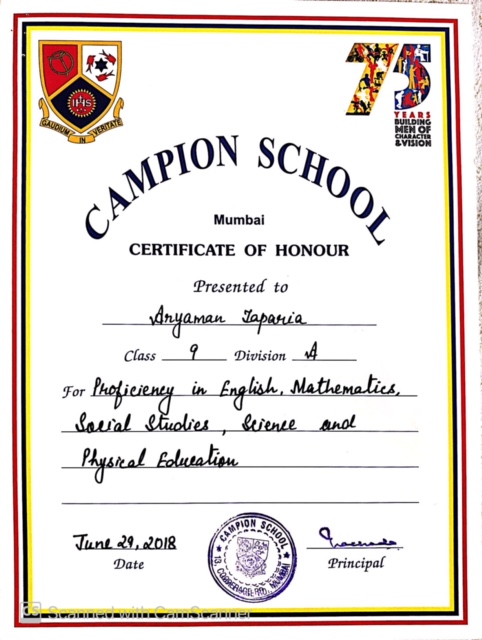 GAUDIUM IN VERITATE
IHS
75
YEARS
BUILDING
MEN OF
CHARACTER
& VISION
CAMPION SCHOOL
Mumbai
CERTIFICATE OF HONOUR
Presented to
Aryaman Taparia
Class 9 Division A
For Proficiency in English, Mathematics,
Social Studies, Science and
Physical Education
June 29, 2018
Date
CAMPION SCHOOL
13, COOPERAGE RD, MUMBAI
Principal
CS Scanned with CamScanner